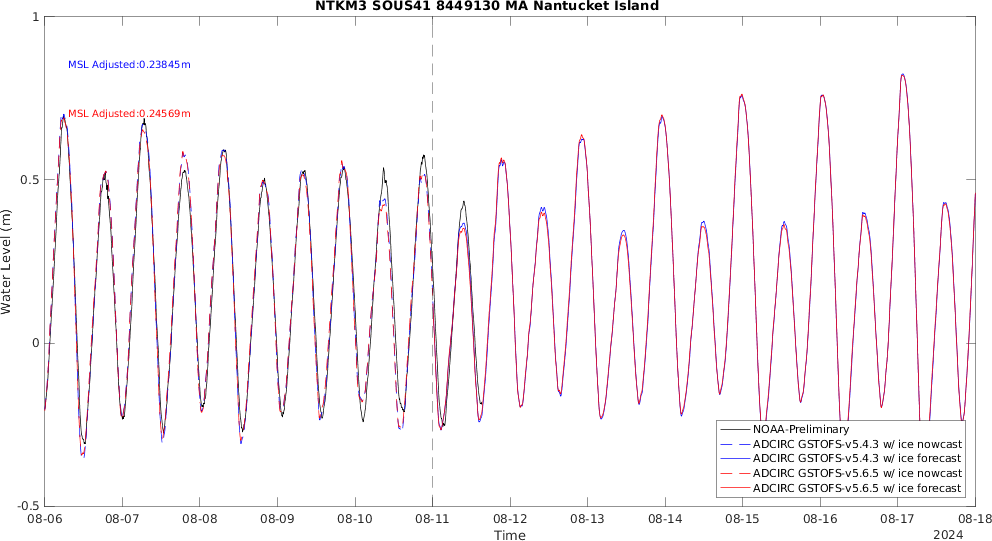 NTKM3 SOUS41 8449130 MA Nantucket Island
1
MSL Adjusted:0.23845m
MSL Adjusted:0.24569m
0.5
Water Level (m)
0
NOAA-Preliminary
ADCIRC GSTOFS-v5.4.3 w/ ice nowcast
ADCIRC GSTOFS-v5.4.3 w/ ice forecast
ADCIRC GSTOFS-v5.6.5 w/ ice nowcast
ADCIRC GSTOFS-v5.6.5 w/ ice forecast
-0.5
08-06 08-07 08-08 08-09 08-10 08-11 08-12 08-13 08-14 08-15 08-16 08-17 08-18
Time
2024